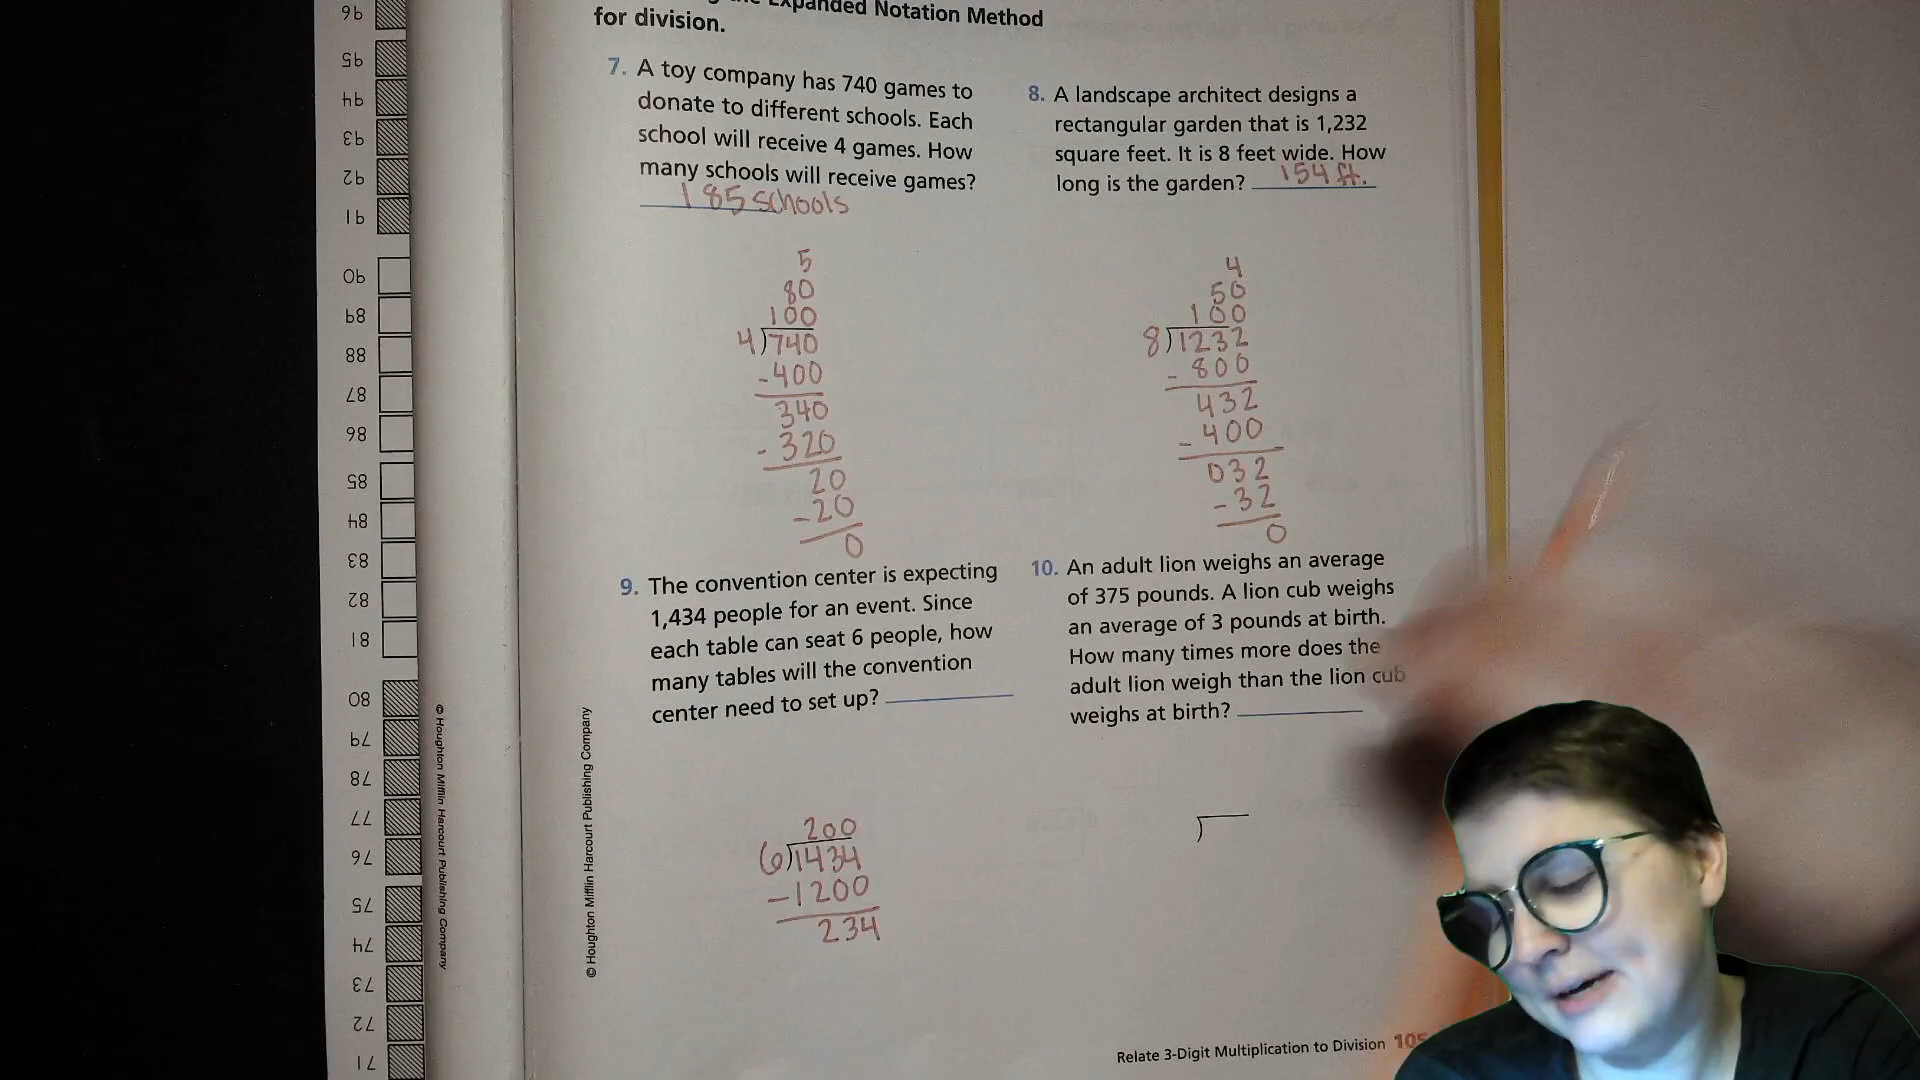 Expanded Notation Method
for division.
7. A toy company has 740 games to
donate to different schools. Each
school will receive 4 games. How
many schools will receive games?
185 schools
5
80
100
4)740
-400
340
-320
20
-20
0
8. A landscape architect designs a
rectangular garden that is 1,232
square feet. It is 8 feet wide. How
long is the garden? 154 ft.
4
50
100
8)1232
-800
432
-400
032
-32
0
9. The convention center is expecting
1,434 people for an event. Since
each table can seat 6 people, how
many tables will the convention
center need to set up?
200
6)1434
-1200
234
10. An adult lion weighs an average
of 375 pounds. A lion cub weighs
an average of 3 pounds at birth.
How many times more does the
adult lion weigh than the lion cub
weighs at birth?
Relate 3-Digit Multiplication to Division 105
© Houghton Mifflin Harcourt Publishing Company
© Houghton Mifflin Harcourt Publishing Company
96
95
94
93
92
91
90
89
88
87
86
85
84
83
82
81
80
79
78
77
76
75
74
73
72
71